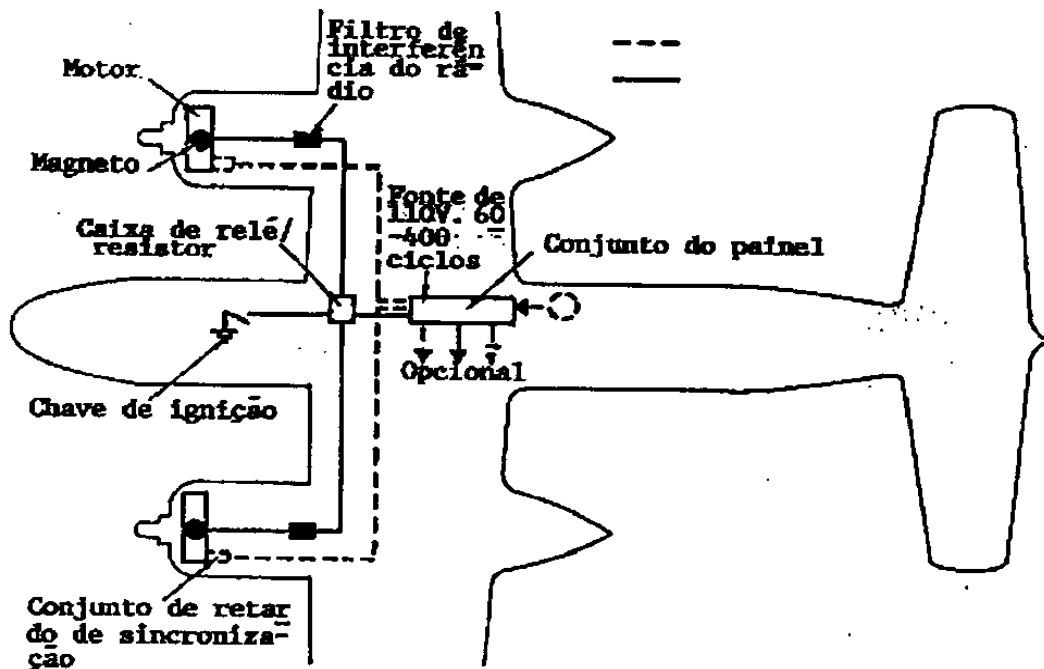 Filtro de
interferên
cia do rá-
dio
Motor
Magneto
Fonte de
110V. 60
-400
ciclos
Caixa de relé/
resistor
Conjunto do painel
Opcional
Chave de ignição
Conjunto de retar
do de sincroniza-
ção